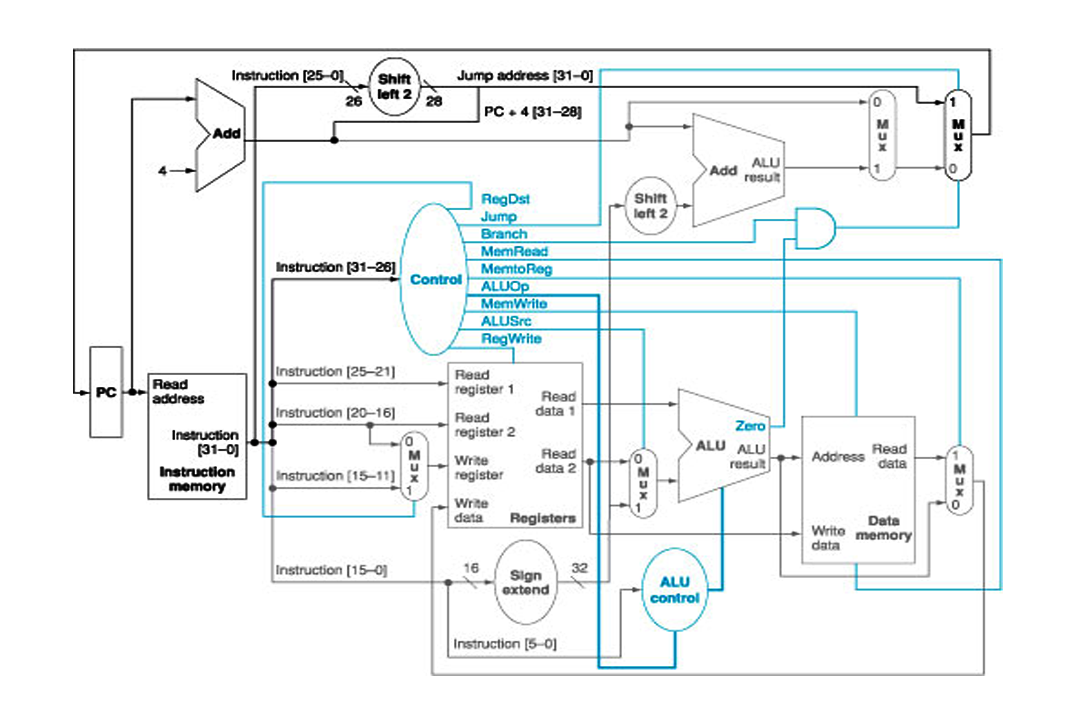 Instruction [25–0]
Shift
left 2
Jump address [31–0]
26
28
PC + 4 [31–28]
Add
4
0
M
u
x
1
1
M
u
x
0
Add
ALU
result
Shift
left 2
RegDst
Jump
Branch
MemRead
MemtoReg
ALUOp
MemWrite
ALUSrc
RegWrite
Control
Instruction [31–26]
PC
Read
address
Instruction
[31–0]
Instruction
memory
Instruction [25–21]
Instruction [20–16]
Instruction [15–11]
0
M
u
x
1
Read
register 1
Read
register 2
Write
register
Write
data
Read
data 1
Read
data 2
Registers
0
M
u
x
1
Zero
ALU
ALU
result
Address
Read
data
Write
data
Data
memory
1
M
u
x
0
Instruction [15–0]
16
Sign
extend
32
ALU
control
Instruction [5–0]